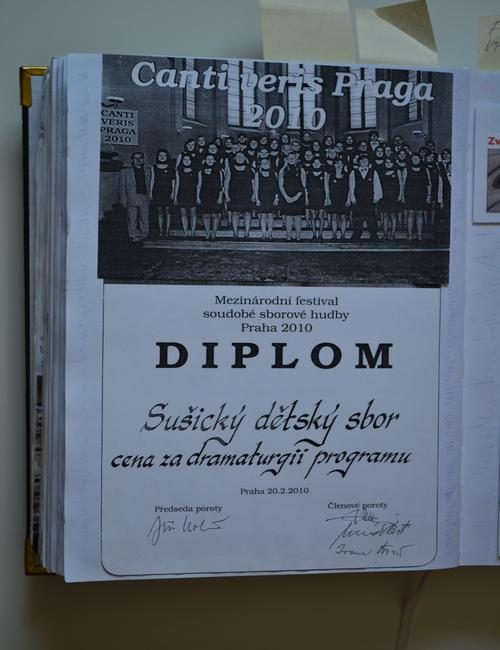 Canti veris Praga
2010
CANTI
VERIS
PRAGA
2010
Mezinárodní festival
soudobé sborové hudby
Praha 2010
DIPLOM
Sušický dětský sbor
cena za dramaturgii programu
Praha 20.2.2010
Předseda poroty
Členové poroty